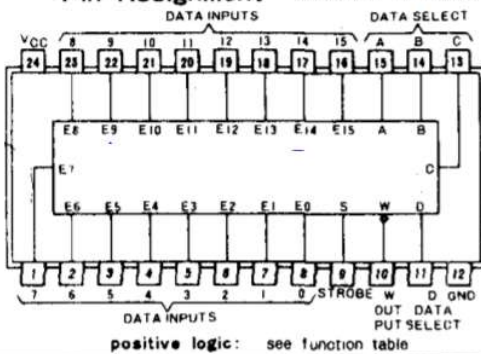 Pin Assignment
DATA INPUTS DATA SELECT
VCC 8 9 10 11 12 13 14 15 A B C
24 23 22 21 20 19 18 17 16 15 14 13
E8 E9 E10 E11 E12 E13 E14 E15 A B
E7 C
E6 E5 E4 E3 E2 E1 E0 S W D
1 2 3 4 5 6 7 8 9 10 11 12
7 6 5 4 3 2 1 0 STROBE W D GND
DATA INPUTS OUT DATA
PUT SELECT
positive logic: see function table